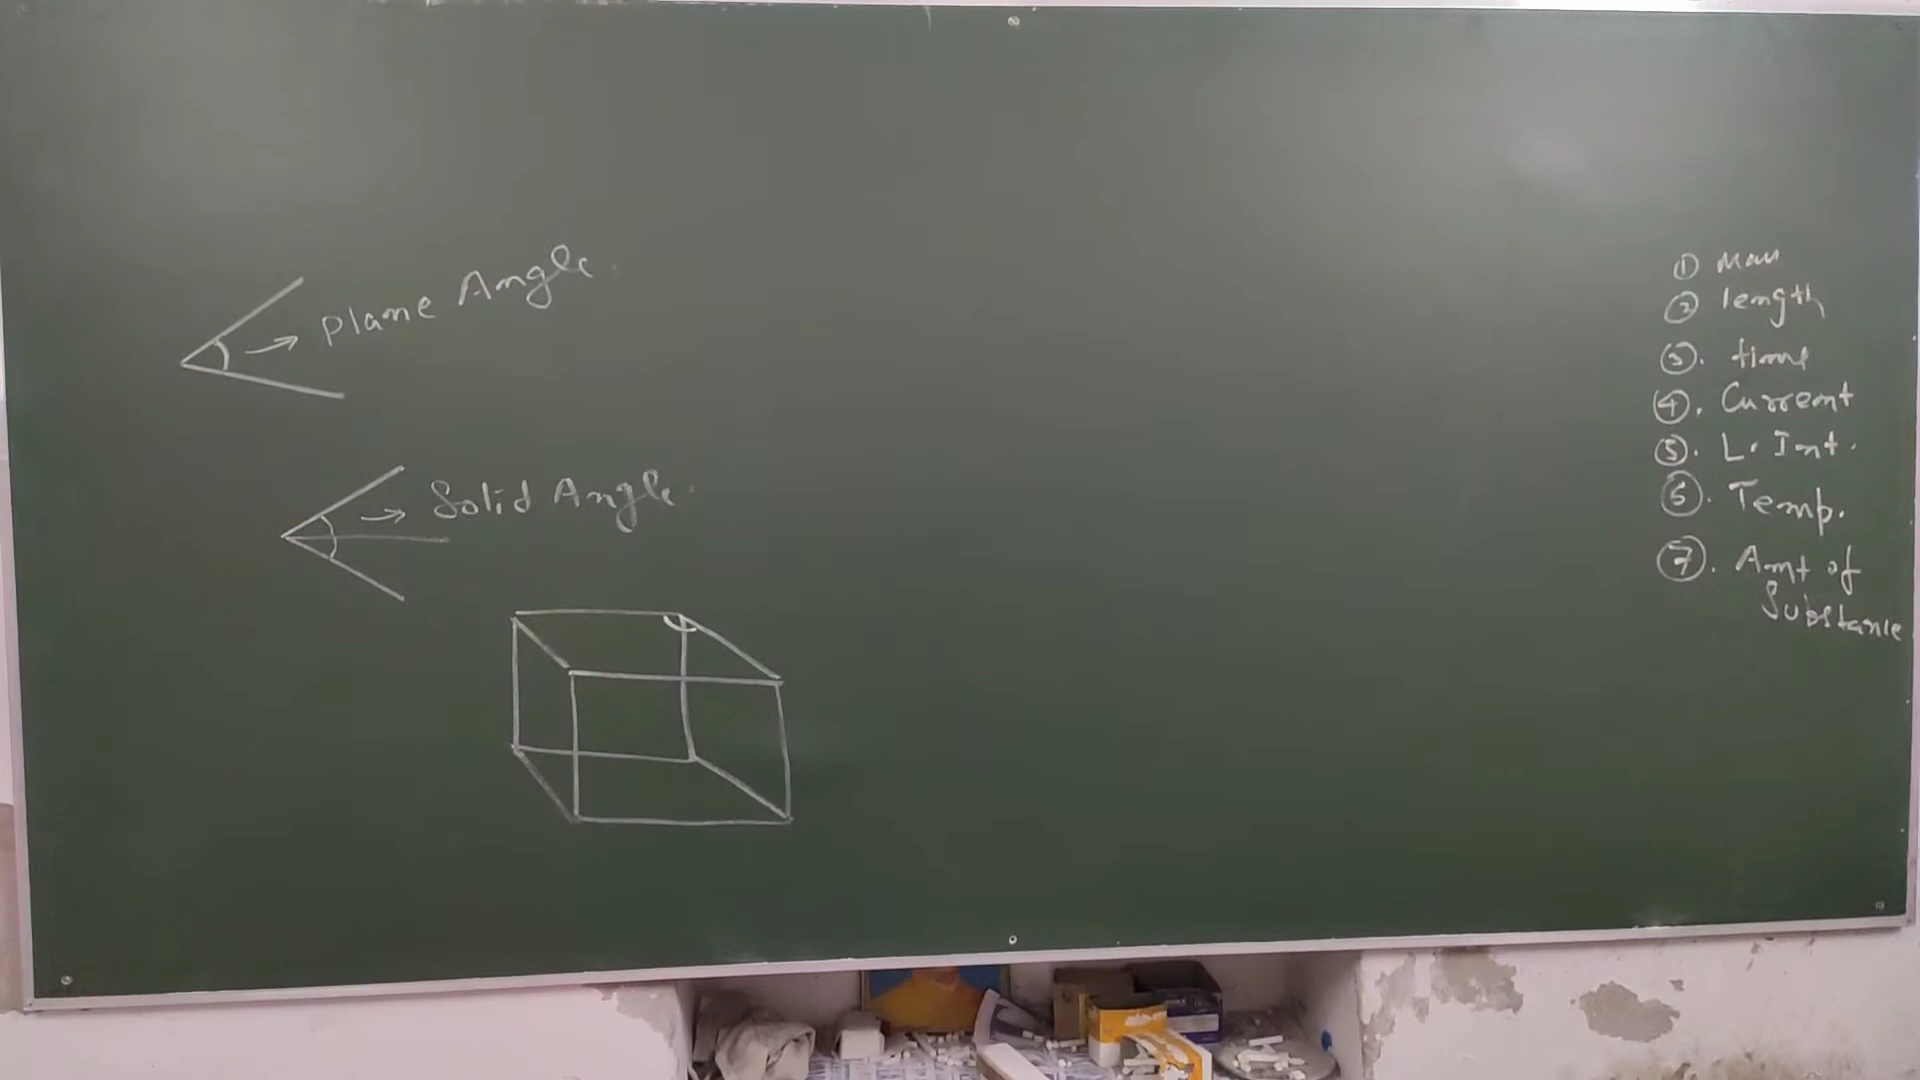 Plane Angle.
Solid Angle.
① Mass
② length
③. time
④. Current
⑤. L. Int.
⑥. Temp.
⑦. Amt of
Substance